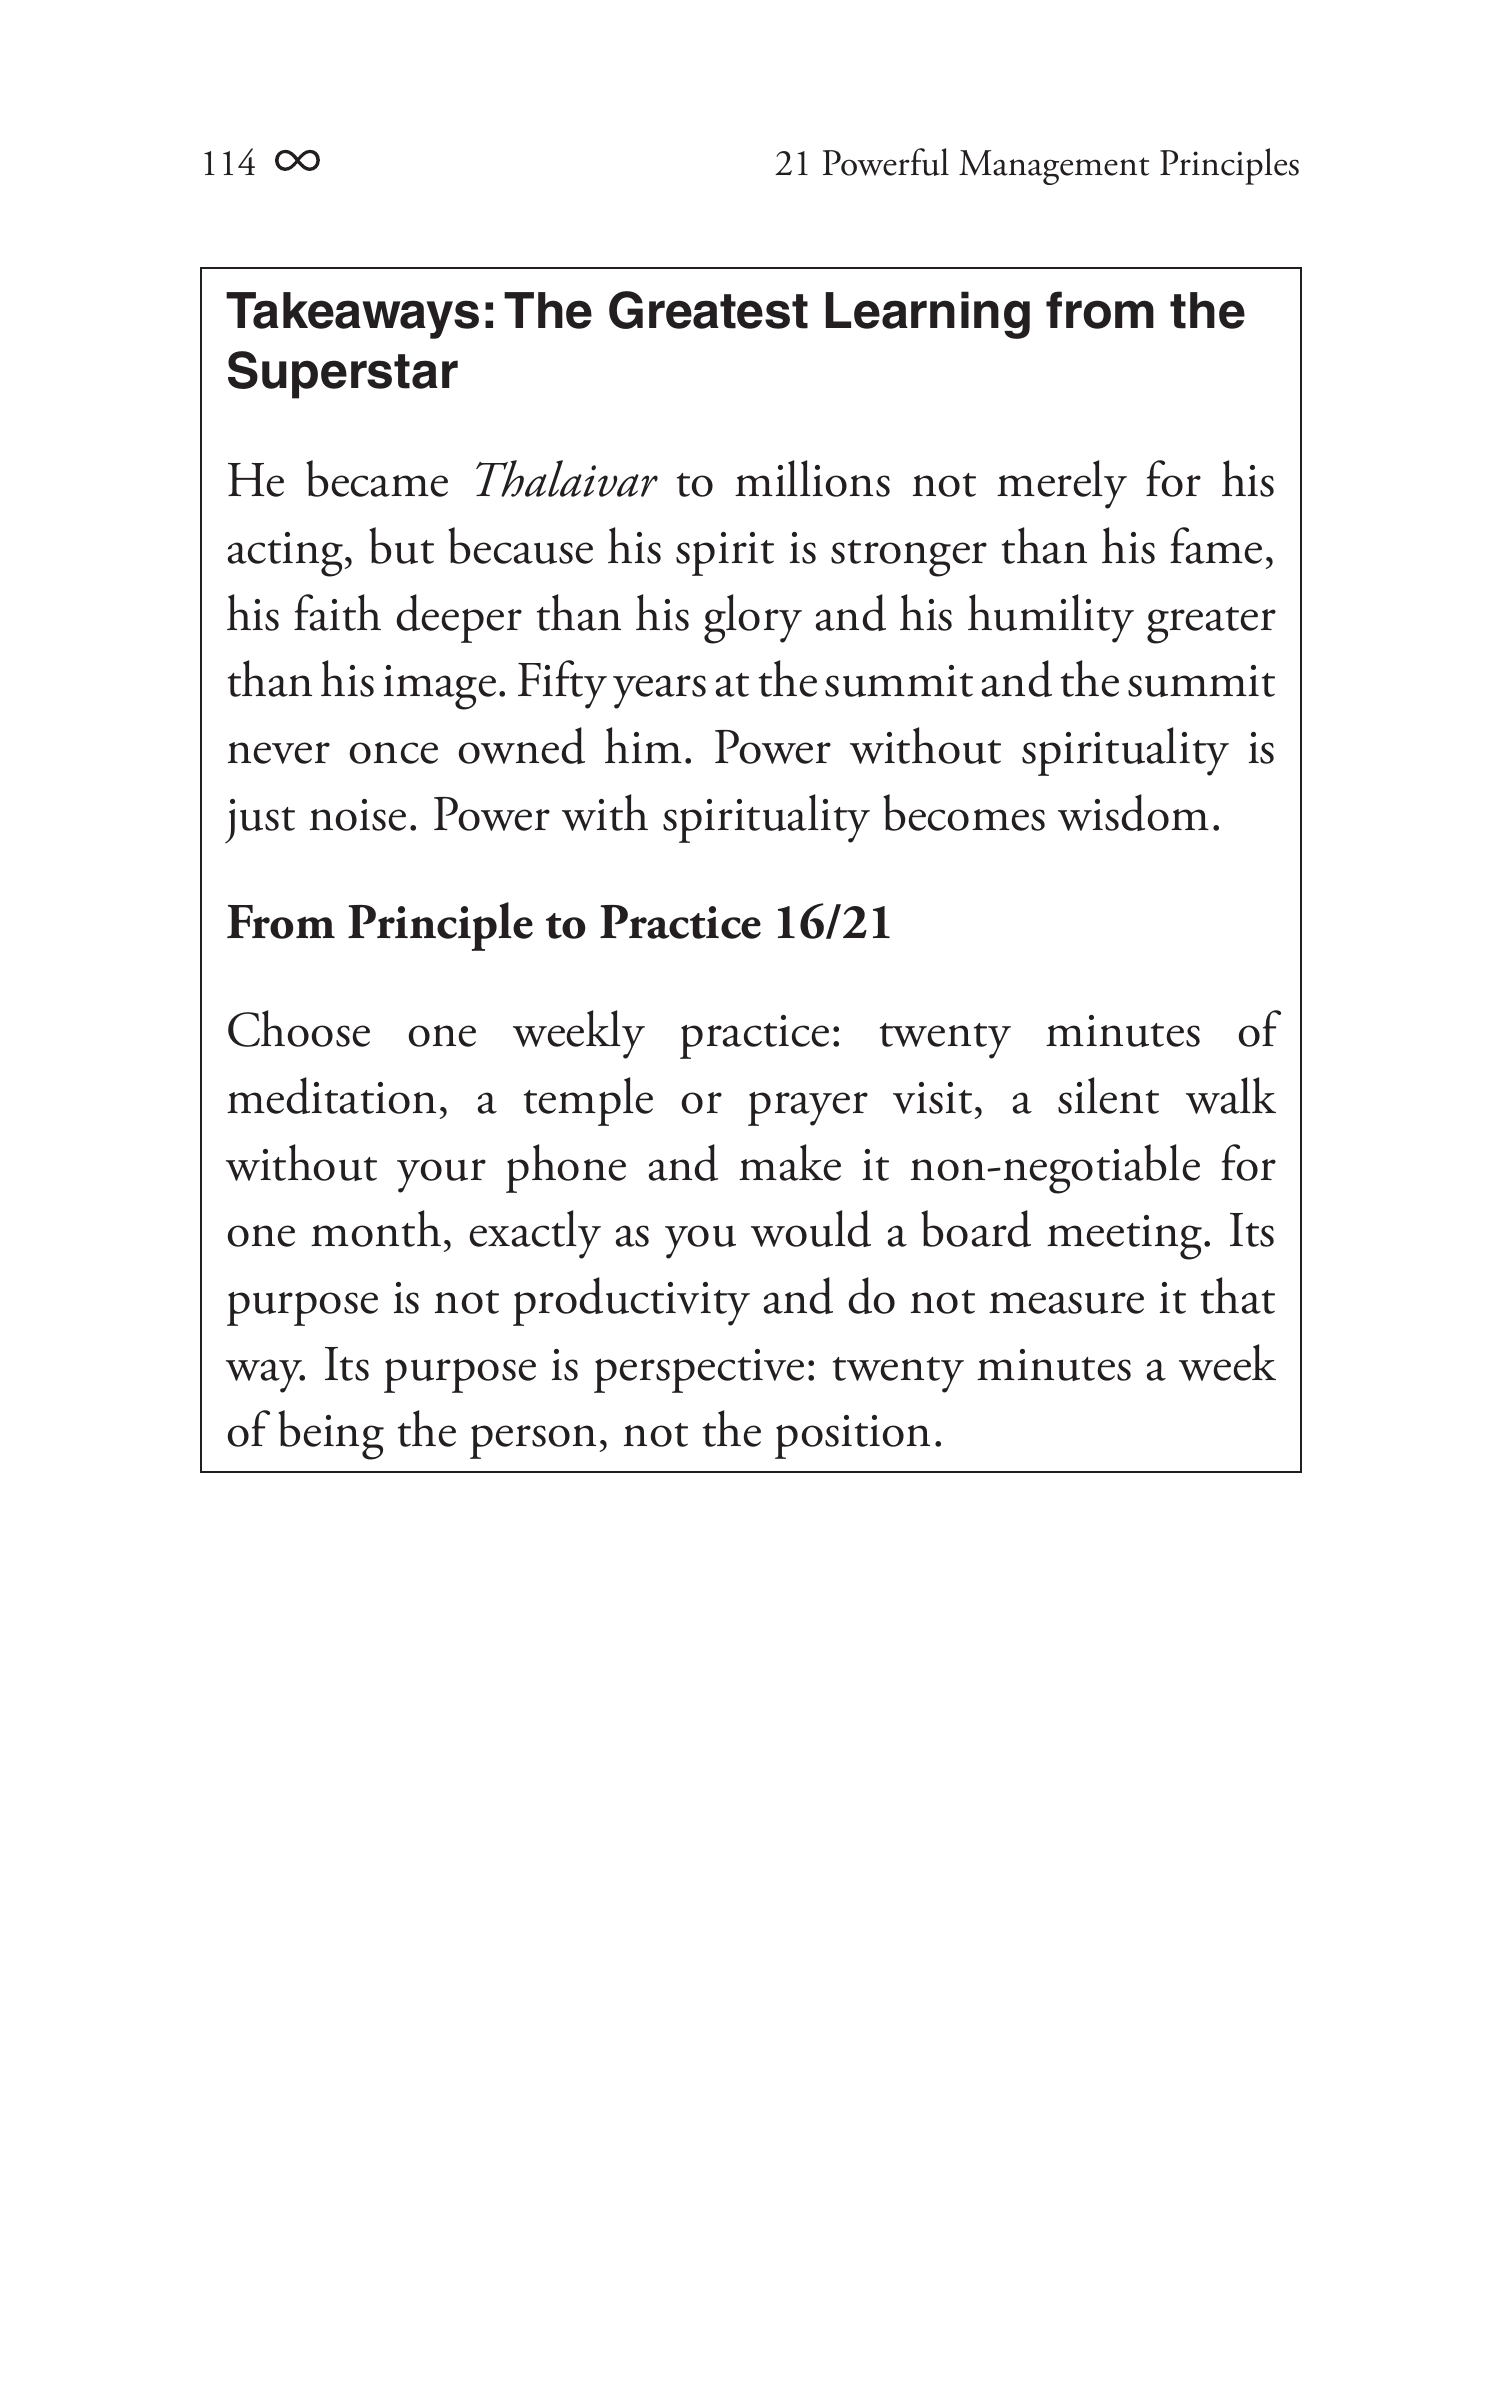 114 ∞ 21 Powerful Management Principles
Takeaways: The Greatest Learning from the
Superstar
He became Thalaivar to millions not merely for his
acting, but because his spirit is stronger than his fame,
his faith deeper than his glory and his humility greater
than his image. Fifty years at the summit and the summit
never once owned him. Power without spirituality is
just noise. Power with spirituality becomes wisdom.
From Principle to Practice 16/21
Choose one weekly practice: twenty minutes of
meditation, a temple or prayer visit, a silent walk
without your phone and make it non-negotiable for
one month, exactly as you would a board meeting. Its
purpose is not productivity and do not measure it that
way. Its purpose is perspective: twenty minutes a week
of being the person, not the position.